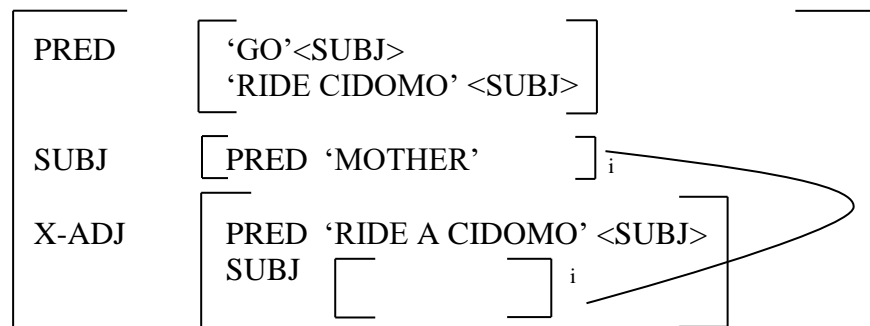 PRED ‘GO’<SUBJ>
‘RIDE CIDOMO’ <SUBJ>
SUBJ PRED ‘MOTHER’ i
X-ADJ PRED ‘RIDE A CIDOMO’ <SUBJ>
SUBJ i